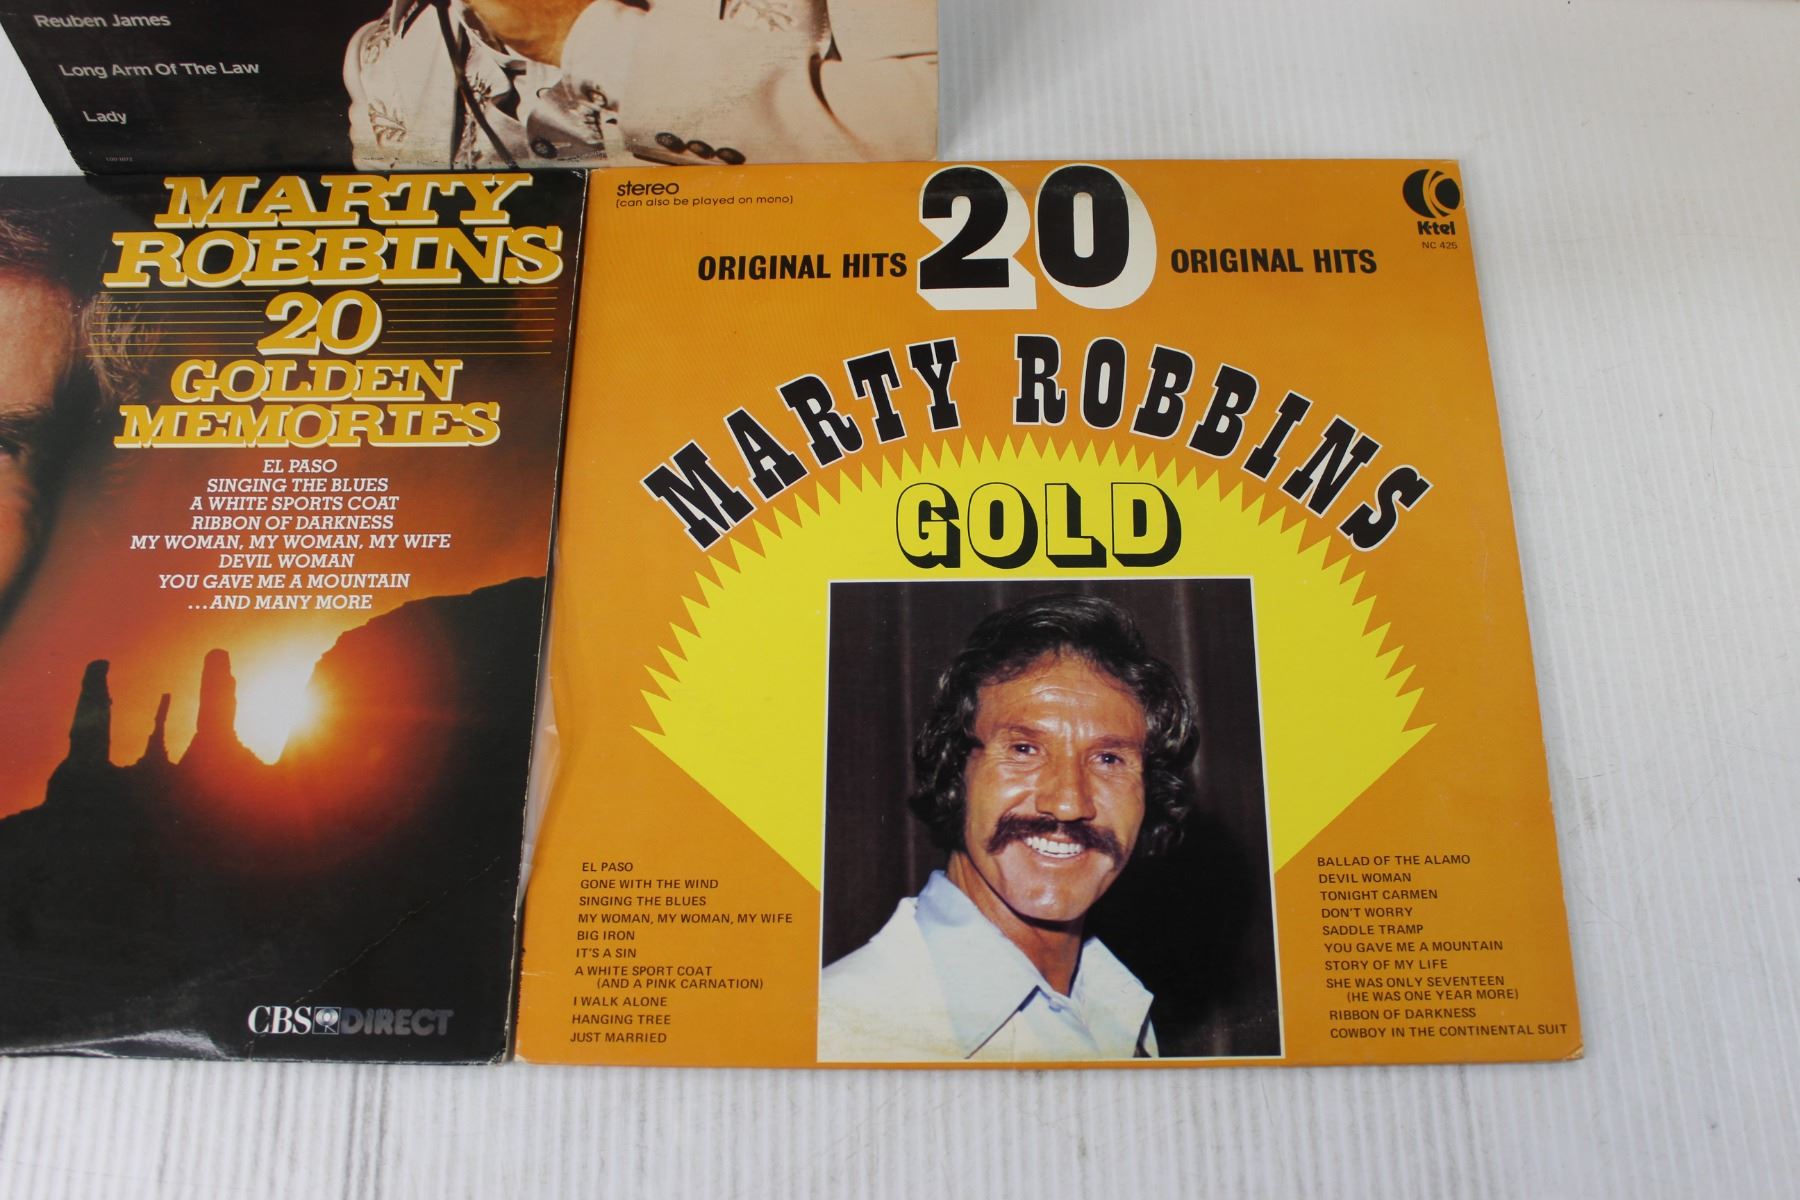 Reuben James
Long Arm Of The Law
Lady
MARTY
ROBBINS
20
GOLDEN
MEMORIES
EL PASO
SINGING THE BLUES
A WHITE SPORTS COAT
RIBBON OF DARKNESS
MY WOMAN, MY WOMAN, MY WIFE
DEVIL WOMAN
YOU GAVE ME A MOUNTAIN
...AND MANY MORE
CBS DIRECT
stereo
(can also be played on mono)
ORIGINAL HITS 20 ORIGINAL HITS
K-tel
NC 425
MARTY ROBBINS
GOLD
EL PASO
GONE WITH THE WIND
SINGING THE BLUES
MY WOMAN, MY WOMAN, MY WIFE
BIG IRON
IT'S A SIN
A WHITE SPORT COAT
(AND A PINK CARNATION)
I WALK ALONE
HANGING TREE
JUST MARRIED
BALLAD OF THE ALAMO
DEVIL WOMAN
TONIGHT CARMEN
DON'T WORRY
SADDLE TRAMP
YOU GAVE ME A MOUNTAIN
STORY OF MY LIFE
SHE WAS ONLY SEVENTEEN
(HE WAS ONE YEAR MORE)
RIBBON OF DARKNESS
COWBOY IN THE CONTINENTAL SUIT